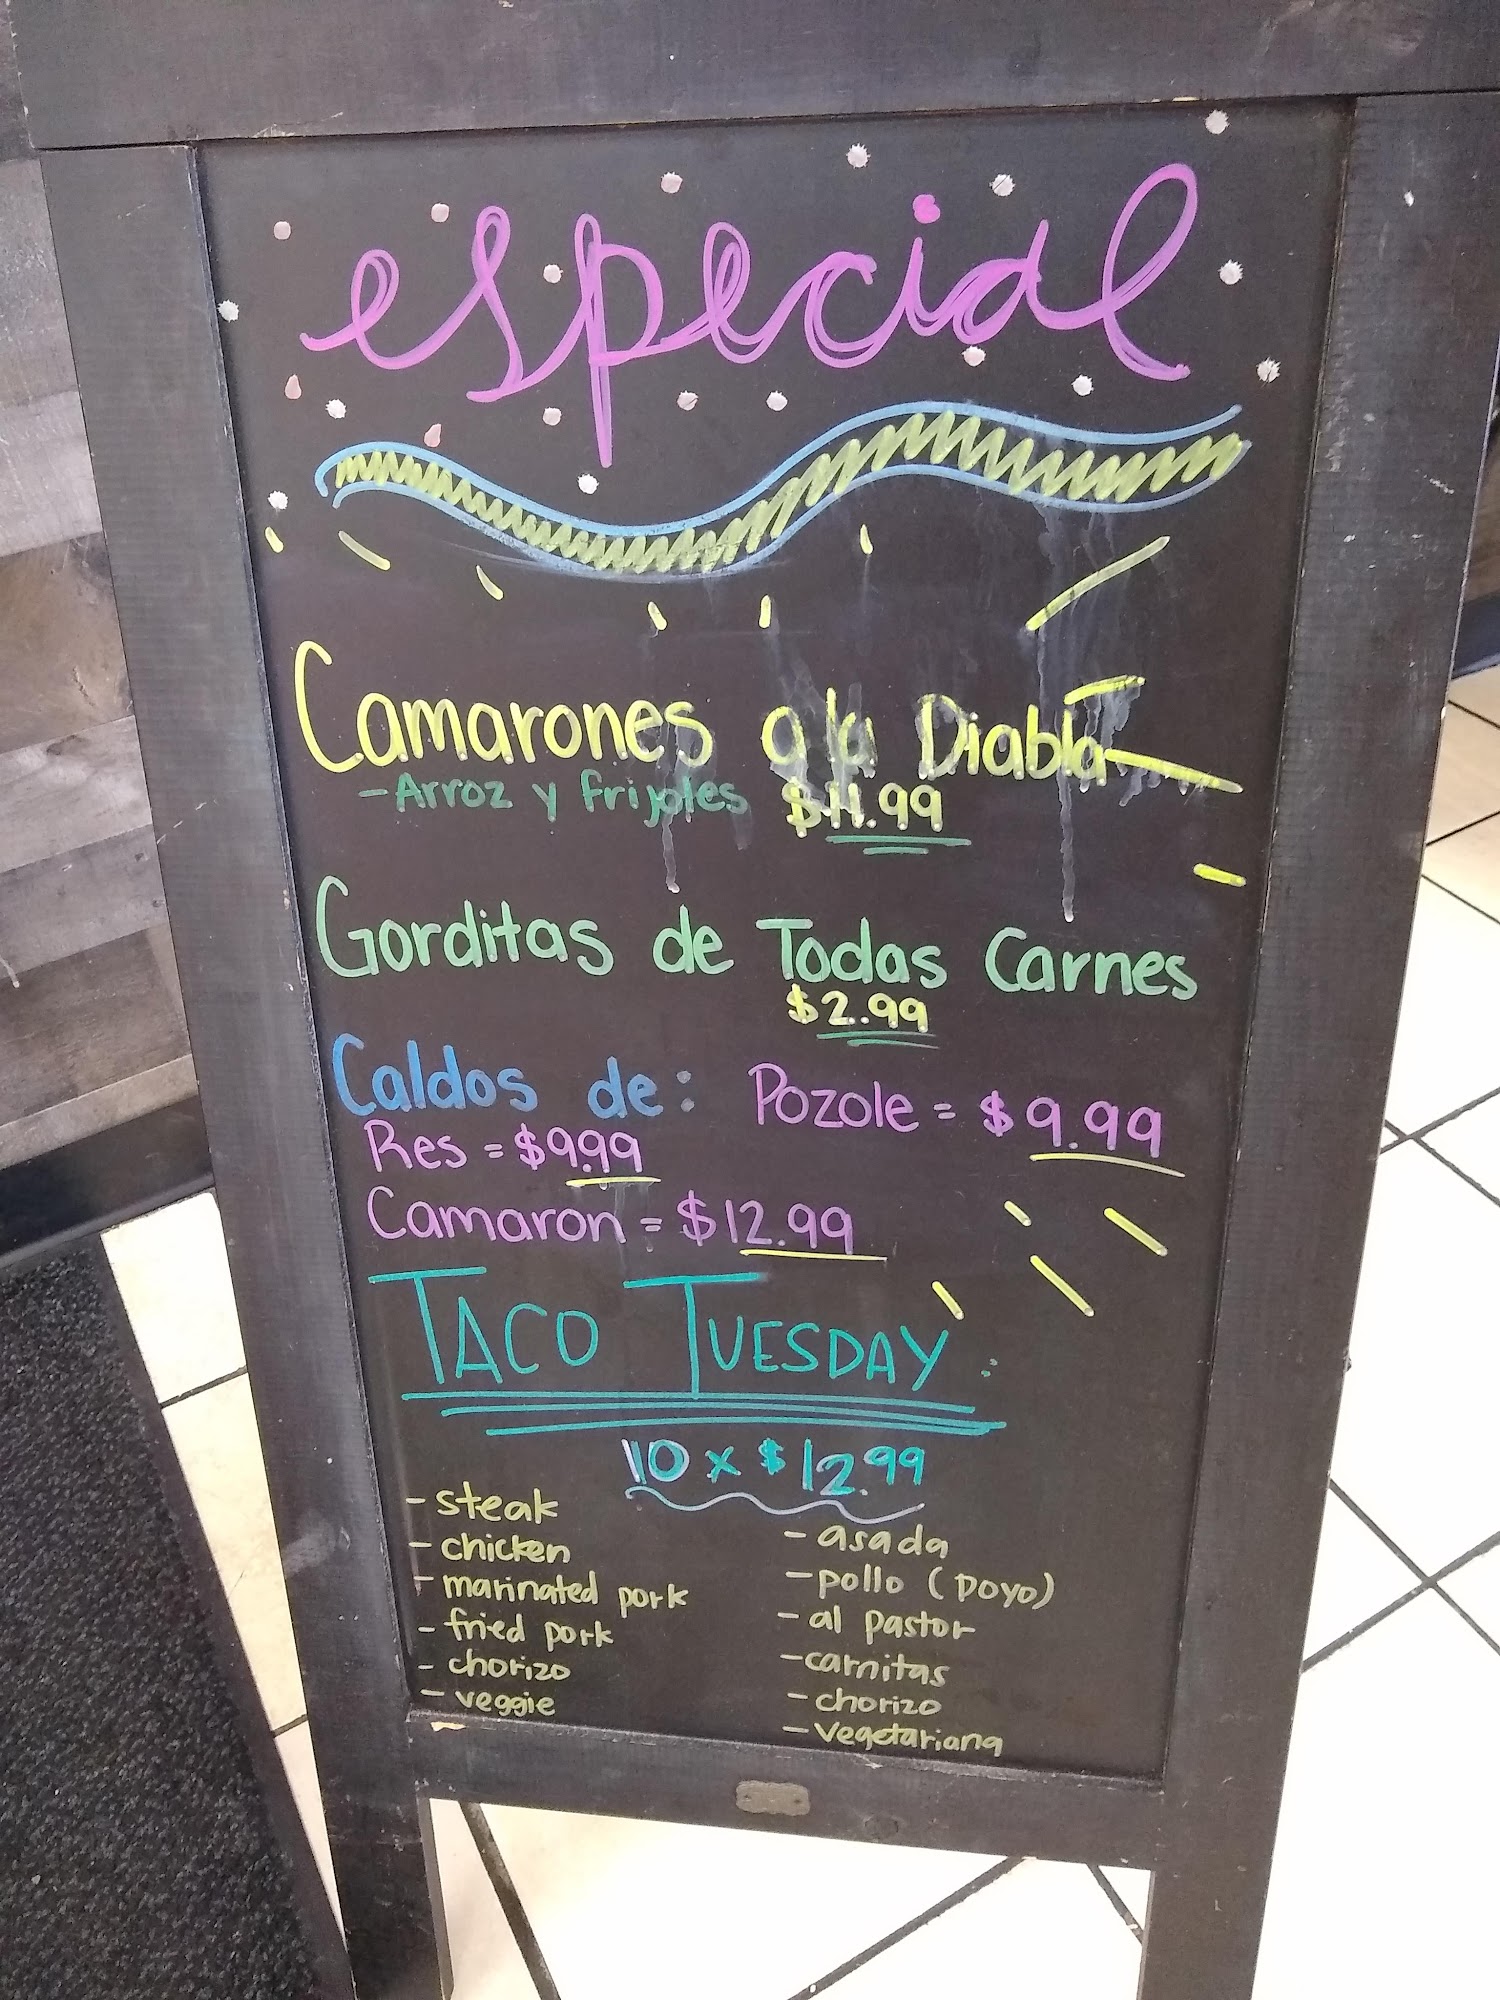 especial
Camarones a la Diabla
- Arroz y frijoles $11.99
Gorditas de Todas Carnes
$2.99
Caldos de:
Res = $9.99
Camaron = $12.99
Pozole = $9.99
TACO TUESDAY :
10 x $12.99
- steak
- chicken
- marinated pork
- fried pork
- chorizo
- veggie
- asada
- pollo (poyo)
- al pastor
- carnitas
- chorizo
- vegetariana